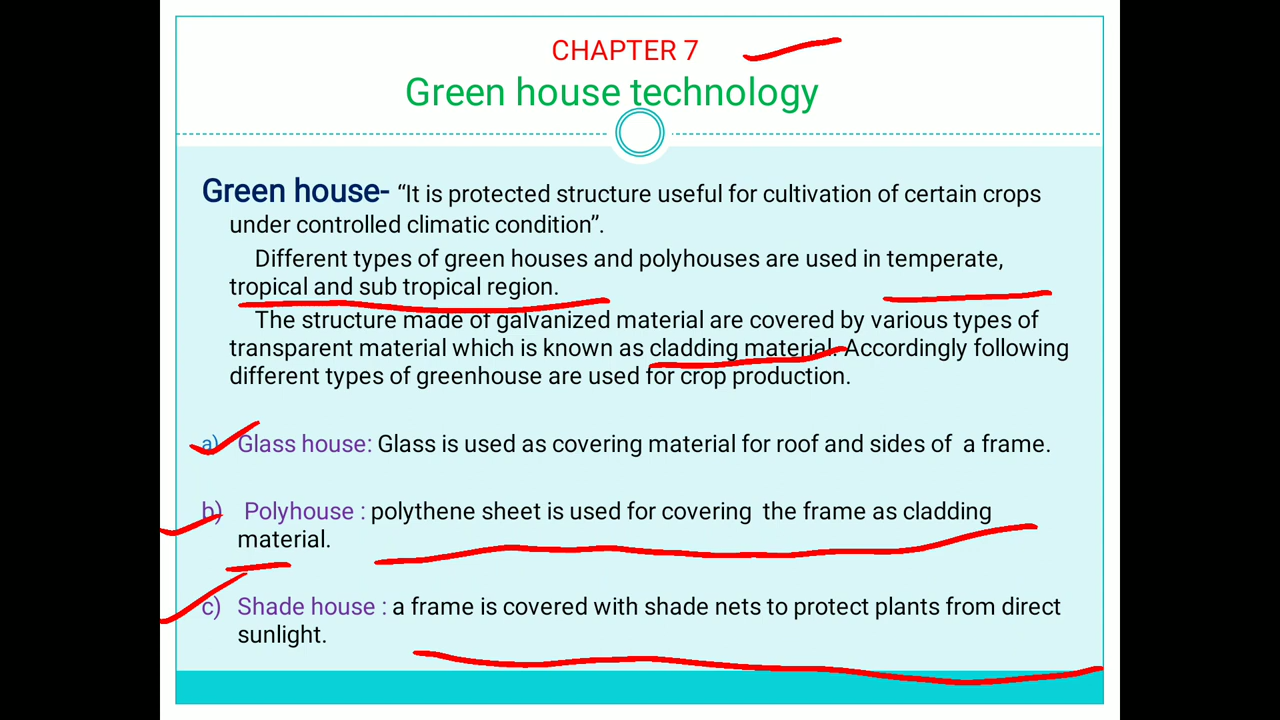 CHAPTER 7
Green house technology
Green house- “It is protected structure useful for cultivation of certain crops
under controlled climatic condition”.
Different types of green houses and polyhouses are used in temperate,
tropical and sub tropical region.
The structure made of galvanized material are covered by various types of
transparent material which is known as cladding material. Accordingly following
different types of greenhouse are used for crop production.
a) Glass house: Glass is used as covering material for roof and sides of a frame.
b) Polyhouse : polythene sheet is used for covering the frame as cladding
material.
c) Shade house : a frame is covered with shade nets to protect plants from direct
sunlight.